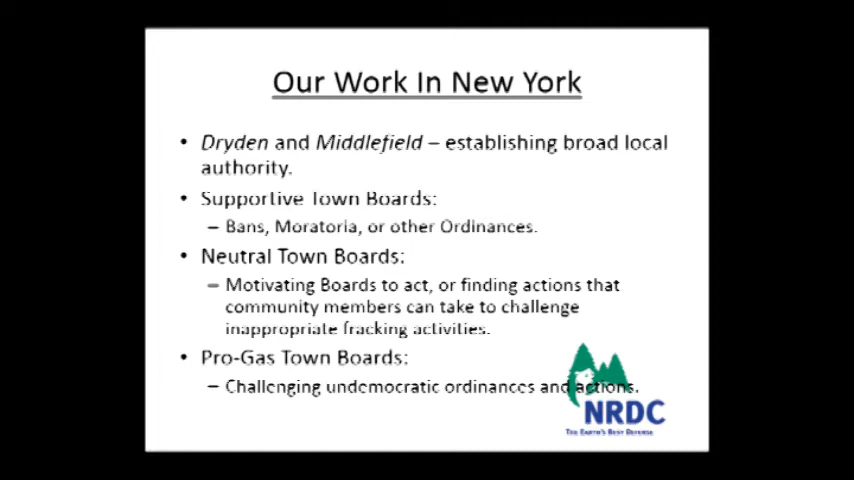 Our Work In New York
• Dryden and Middlefield – establishing broad local
authority.
• Supportive Town Boards:
– Bans, Moratoria, or other Ordinances.
• Neutral Town Boards:
– Motivating Boards to act, or finding actions that
community members can take to challenge
inappropriate fracking activities.
• Pro-Gas Town Boards:
– Challenging undemocratic ordinances and actions.
NRDC
The Earth's Best Defense